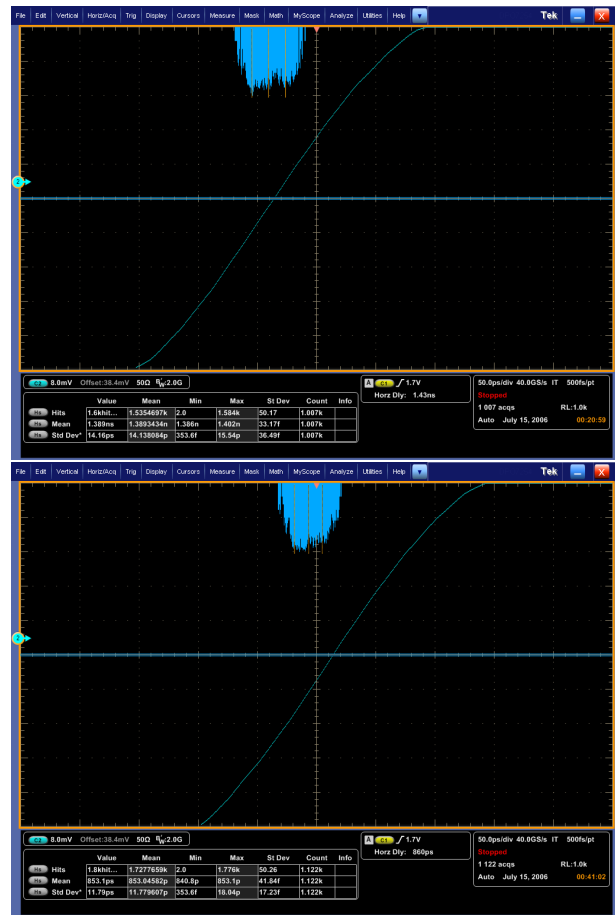 File Edit Vertical Horiz/Acq Trig Display Cursors Measure Mask Math MyScope Analyze Utilities Help Tek X
2
C2 8.0mV Offset:38.4mV 50Ω BW:2.0G
A C1 1.7V
Horz Dly: 1.43ns
50.0ps/div 40.0GS/s IT 500fs/pt
Stopped
1 007 acqs RL:1.0k
Auto July 15, 2006 00:20:59
Value Mean Min Max St Dev Count Info
Hs Hits 1.6khit... 1.5354697k 2.0 1.584k 50.17 1.007k
Hs Mean 1.389ns 1.3893434n 1.386n 1.402n 33.17f 1.007k
Hs Std Dev* 14.16ps 14.138084p 353.6f 15.54p 36.49f 1.007k
File Edit Vertical Horiz/Acq Trig Display Cursors Measure Mask Math MyScope Analyze Utilities Help Tek X
2
C2 8.0mV Offset:38.4mV 50Ω BW:2.0G
A C1 1.7V
Horz Dly: 860ps
50.0ps/div 40.0GS/s IT 500fs/pt
Stopped
1 122 acqs RL:1.0k
Auto July 15, 2006 00:41:02
Value Mean Min Max St Dev Count Info
Hs Hits 1.8khit... 1.7277659k 2.0 1.776k 50.26 1.122k
Hs Mean 853.1ps 853.04582p 840.8p 853.1p 41.84f 1.122k
Hs Std Dev* 11.79ps 11.779607p 353.6f 18.04p 17.23f 1.122k